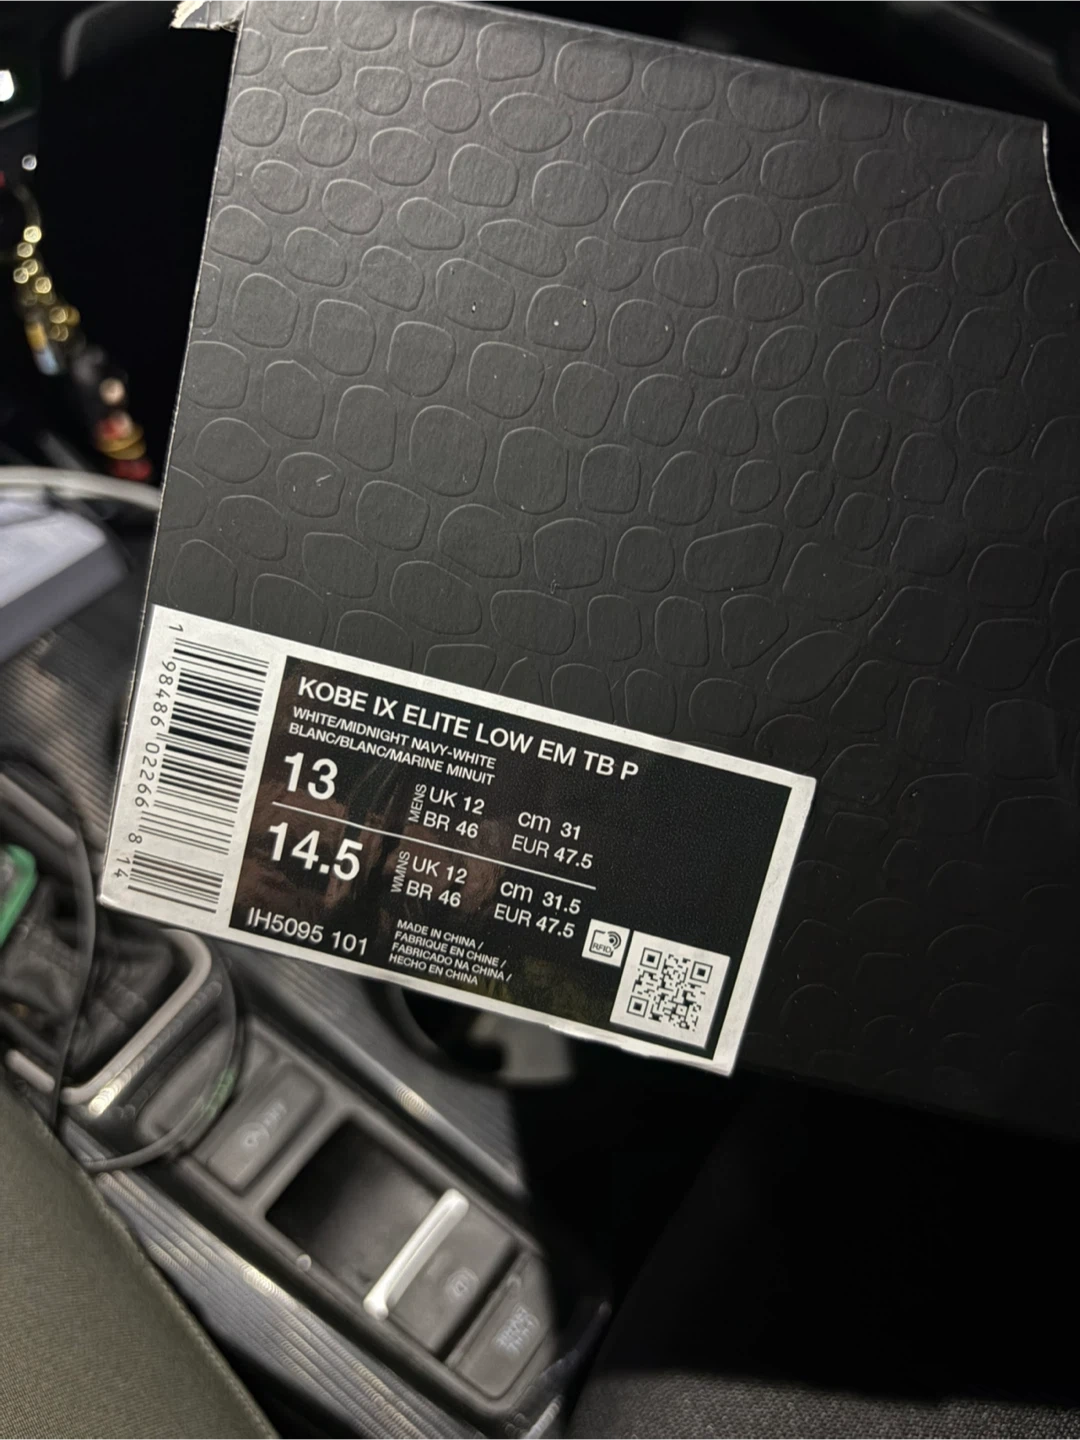 KOBE IX ELITE LOW EM TB P
WHITE/MIDNIGHT NAVY-WHITE
BLANC/BLANC/MARINE MINUIT
13
MENS
UK 12
BR 46
cm 31
EUR 47.5
14.5
WMNS
UK 12
BR 46
cm 31.5
EUR 47.5
IH5095 101
MADE IN CHINA /
FABRIQUE EN CHINE /
FABRICADO NA CHINA /
HECHO EN CHINA
RFID
1 98486 02266 8 14